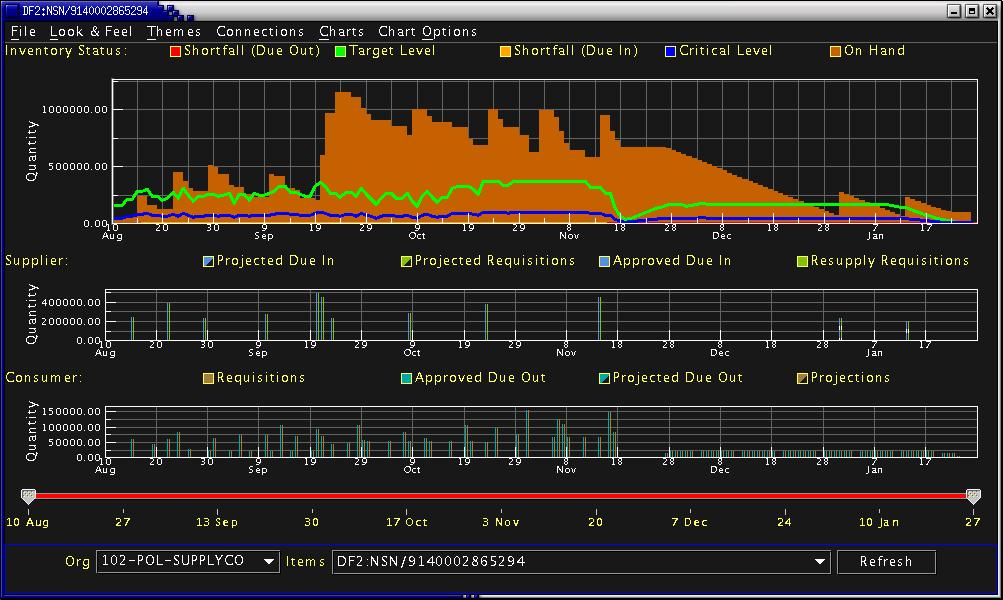 DF2:NSN/9140002865294
File Look & Feel Themes Connections Charts Chart Options
Inventory Status: Shortfall (Due Out) Target Level Shortfall (Due In) Critical Level On Hand
Quantity
1000000.00
500000.00
0.00
10 20 30 9 19 29 9 19 29 8 18 28 8 18 28 7 17
Aug Sep Oct Nov Dec Jan
Supplier: Projected Due In Projected Requisitions Approved Due In Resupply Requisitions
Quantity
400000.00
200000.00
0.00
10 20 30 9 19 29 9 19 29 8 18 28 8 18 28 7 17
Aug Sep Oct Nov Dec Jan
Consumer: Requisitions Approved Due Out Projected Due Out Projections
Quantity
150000.00
100000.00
50000.00
0.00
10 20 30 9 19 29 9 19 29 8 18 28 8 18 28 7 17
Aug Sep Oct Nov Dec Jan
10 Aug 27 13 Sep 30 17 Oct 3 Nov 20 7 Dec 24 10 Jan 27
Org 102-POL-SUPPLYCO Items DF2:NSN/9140002865294 Refresh